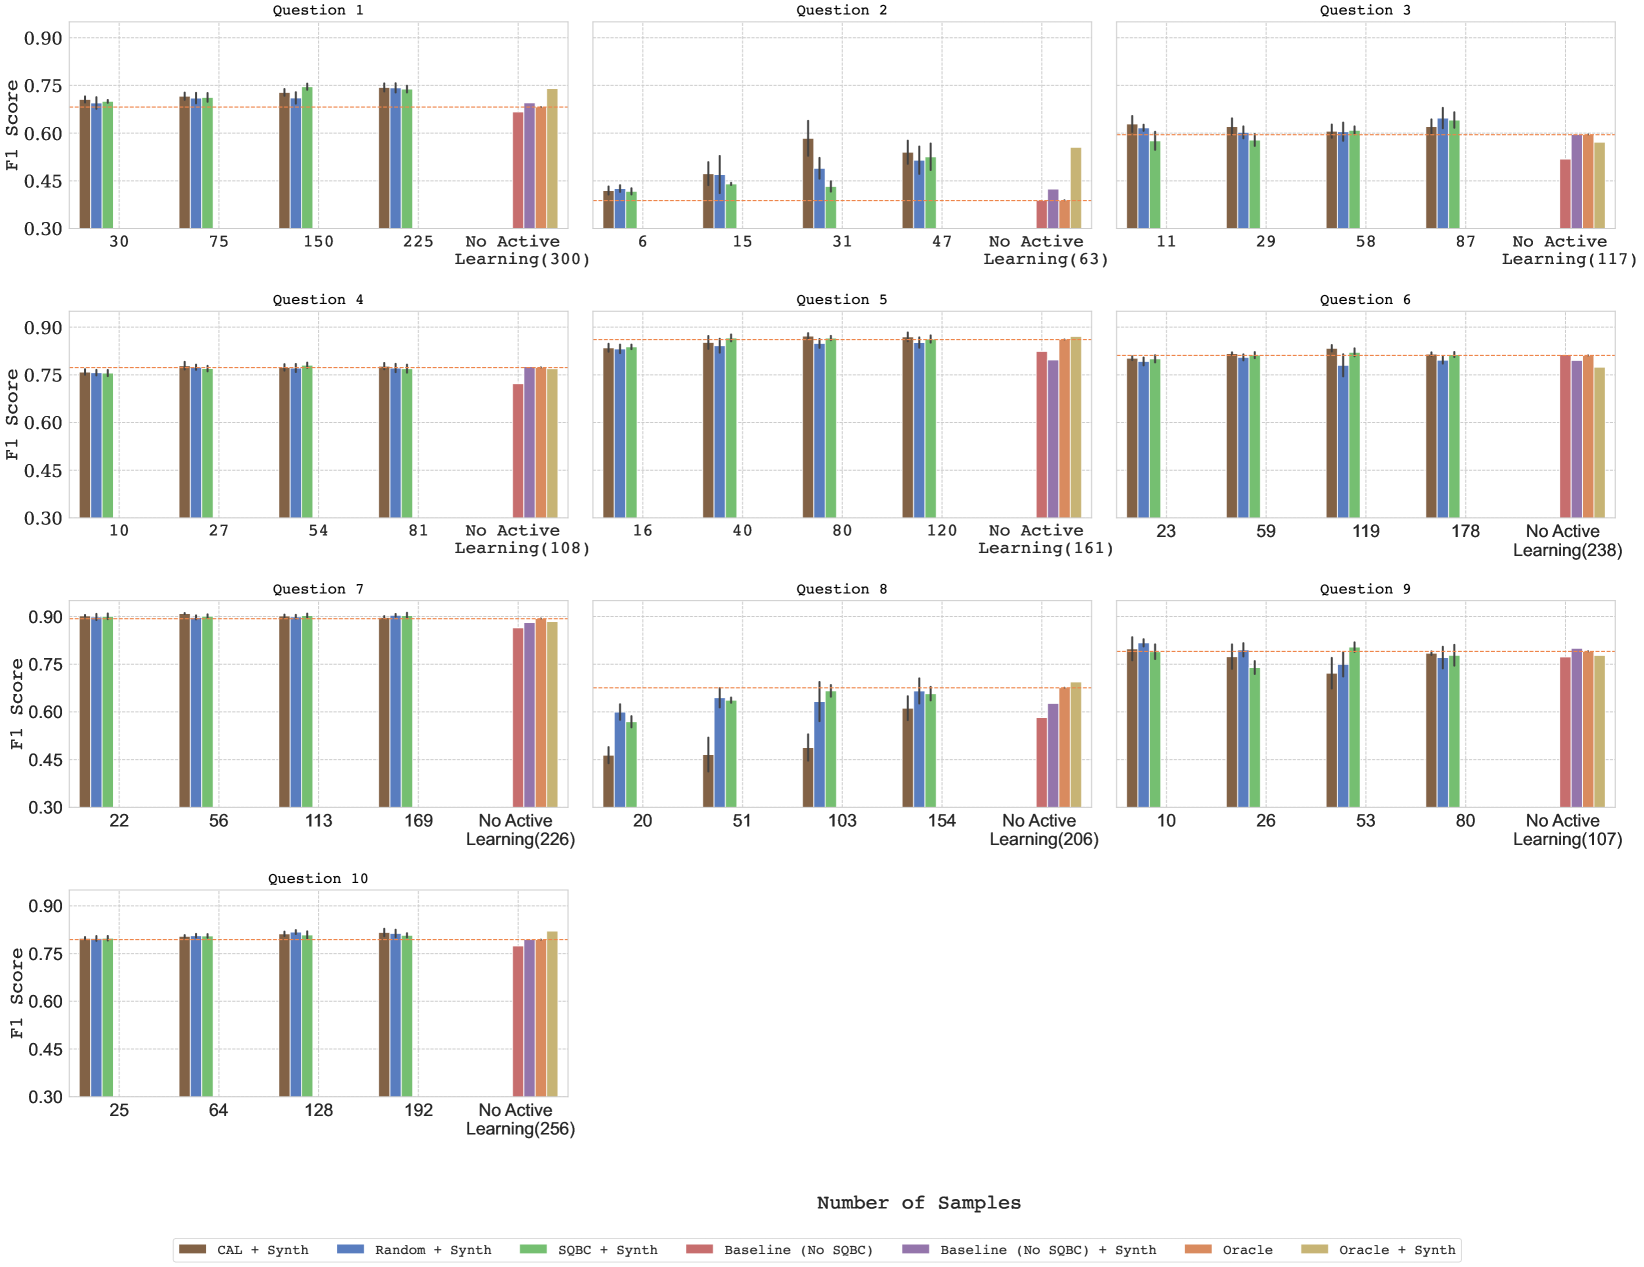 Question 1
Question 2
Question 3
F1 Score
0.90
0.75
0.60
0.45
0.30
30
75
150
225
No Active
Learning(300)
6
15
31
47
No Active
Learning(63)
11
29
58
87
No Active
Learning(117)
Question 4
Question 5
Question 6
F1 Score
0.90
0.75
0.60
0.45
0.30
10
27
54
81
No Active
Learning(108)
16
40
80
120
No Active
Learning(161)
23
59
119
178
No Active
Learning(238)
Question 7
Question 8
Question 9
F1 Score
0.90
0.75
0.60
0.45
0.30
22
56
113
169
No Active
Learning(226)
20
51
103
154
No Active
Learning(206)
10
26
53
80
No Active
Learning(107)
Question 10
F1 Score
0.90
0.75
0.60
0.45
0.30
25
64
128
192
No Active
Learning(256)
Number of Samples
CAL + Synth
Random + Synth
SQBC + Synth
Baseline (No SQBC)
Baseline (No SQBC) + Synth
Oracle
Oracle + Synth